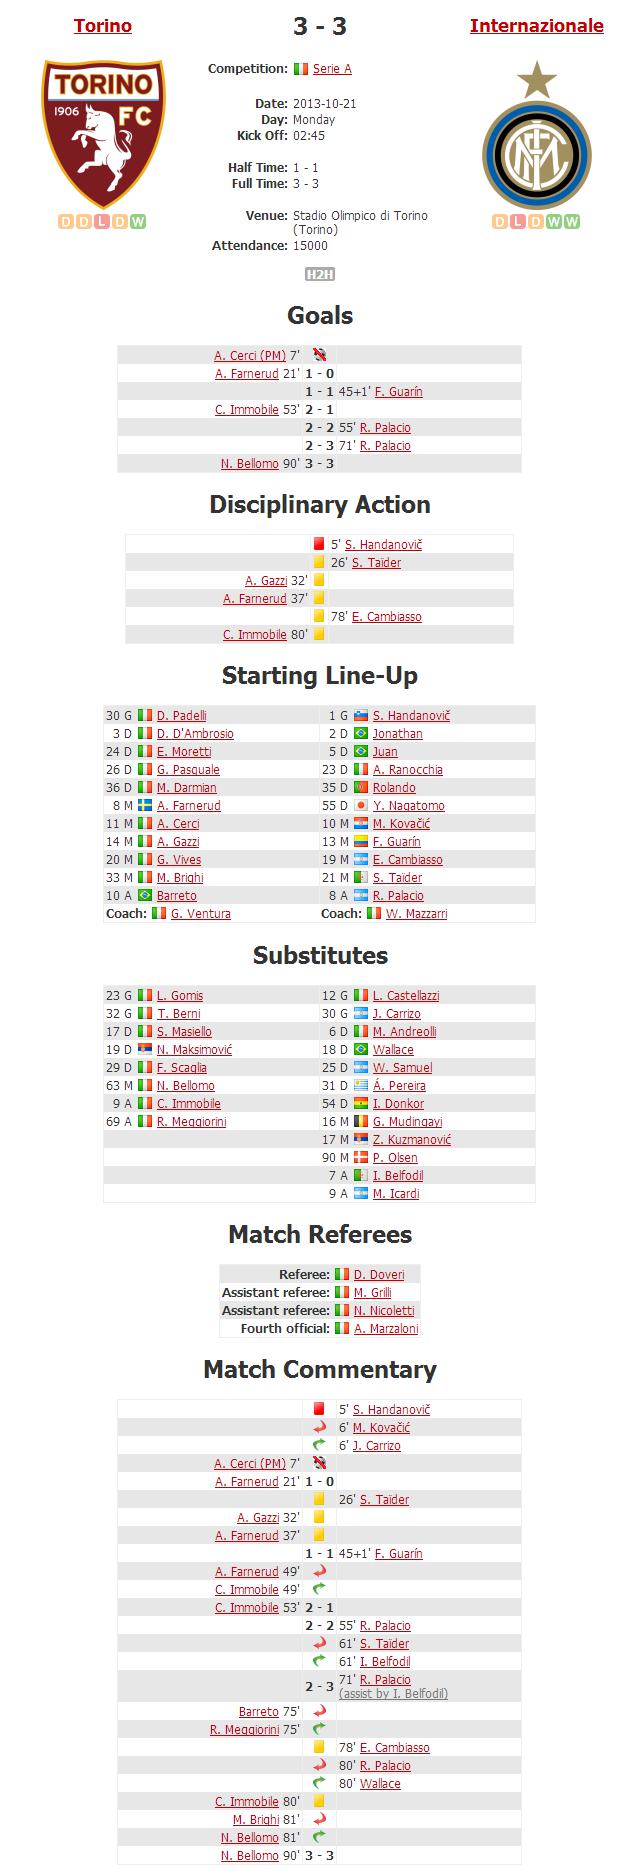 Torino
3 - 3
Internazionale
TORINO
1906 FC
Competition: Serie A
Date: 2013-10-21
Day: Monday
Kick Off: 02:45
Half Time: 1 - 1
Full Time: 3 - 3
Venue: Stadio Olimpico di Torino
(Torino)
Attendance: 15000
D D L D W
D L D W W
H2H
Goals
A. Cerci (PM) 7'
A. Farnerud 21' 1 - 0
1 - 1 45+1' F. Guarín
C. Immobile 53' 2 - 1
2 - 2 55' R. Palacio
2 - 3 71' R. Palacio
N. Bellomo 90' 3 - 3
Disciplinary Action
5' S. Handanovič
26' S. Taïder
A. Gazzi 32'
A. Farnerud 37'
78' E. Cambiasso
C. Immobile 80'
Starting Line-Up
30 G D. Padelli 1 G S. Handanovič
3 D D. D'Ambrosio 2 D Jonathan
24 D E. Moretti 5 D Juan
26 D G. Pasquale 23 D A. Ranocchia
36 D M. Darmian 35 D Rolando
8 M A. Farnerud 55 D Y. Nagatomo
11 M A. Cerci 10 M M. Kovačić
14 M A. Gazzi 13 M F. Guarín
20 M G. Vives 19 M E. Cambiasso
33 M M. Brighi 21 M S. Taïder
10 A Barreto 8 A R. Palacio
Coach: G. Ventura Coach: W. Mazzarri
Substitutes
23 G L. Gomis 12 G L. Castellazzi
32 G T. Berni 30 G J. Carrizo
17 D S. Masiello 6 D M. Andreolli
19 D N. Maksimović 18 D Wallace
29 D F. Scaglia 25 D W. Samuel
63 M N. Bellomo 31 D Á. Pereira
9 A C. Immobile 54 D I. Donkor
69 A R. Meggiorini 16 M G. Mudingayi
17 M Z. Kuzmanović
90 M P. Olsen
7 A I. Belfodil
9 A M. Icardi
Match Referees
Referee: D. Doveri
Assistant referee: M. Grilli
Assistant referee: N. Nicoletti
Fourth official: A. Marzaloni
Match Commentary
5' S. Handanovič
6' M. Kovačić
6' J. Carrizo
A. Cerci (PM) 7'
A. Farnerud 21' 1 - 0
26' S. Taïder
A. Gazzi 32'
A. Farnerud 37'
1 - 1 45+1' F. Guarín
A. Farnerud 49'
C. Immobile 49'
C. Immobile 53' 2 - 1
2 - 2 55' R. Palacio
61' S. Taïder
61' I. Belfodil
2 - 3 71' R. Palacio
(assist by I. Belfodil)
Barreto 75'
R. Meggiorini 75'
78' E. Cambiasso
80' R. Palacio
80' Wallace
C. Immobile 80'
M. Brighi 81'
N. Bellomo 81'
N. Bellomo 90' 3 - 3